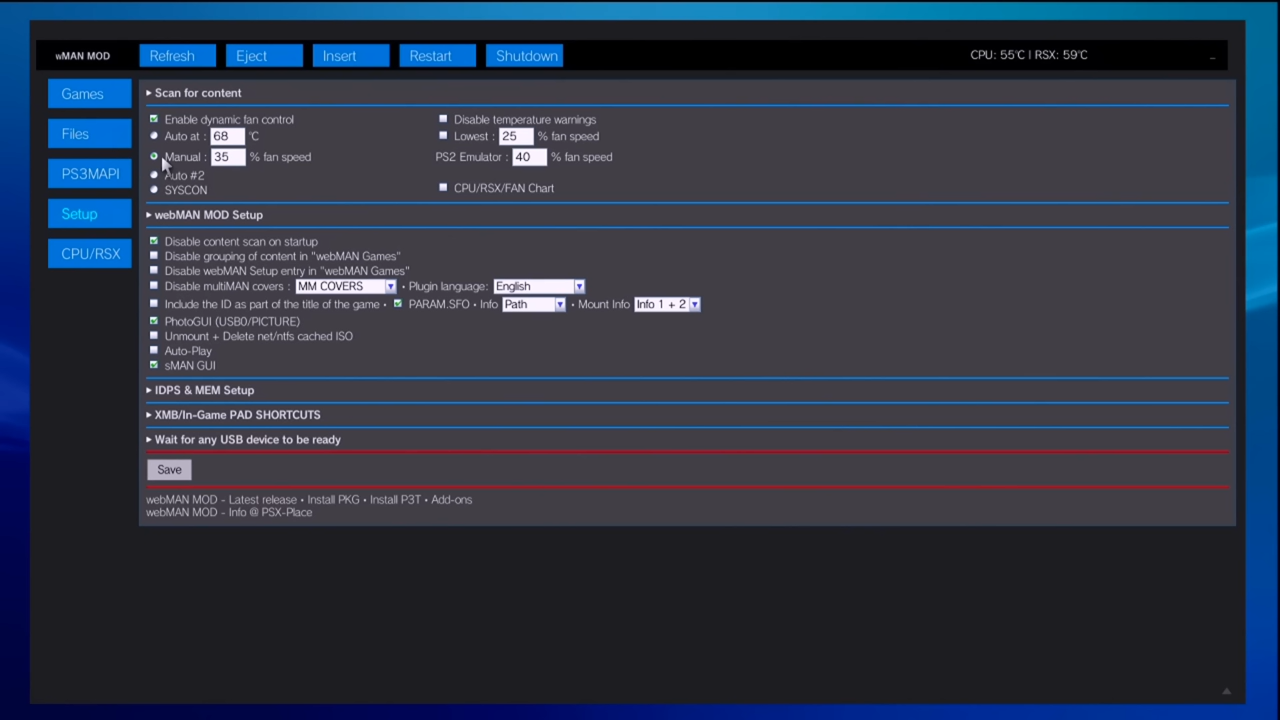 wMAN MOD Refresh Eject Insert Restart Shutdown CPU: 55°C | RSX: 59°C
Games
Files
PS3MAPI
Setup
CPU/RSX
Scan for content
Enable dynamic fan control Disable temperature warnings
Auto at : 68 °C Lowest : 25 % fan speed
Manual : 35 % fan speed PS2 Emulator : 40 % fan speed
Auto #2
SYSCON CPU/RSX/FAN Chart
webMAN MOD Setup
Disable content scan on startup
Disable grouping of content in "webMAN Games"
Disable webMAN Setup entry in "webMAN Games"
Disable multiMAN covers : MM COVERS • Plugin language: English
Include the ID as part of the title of the game • PARAM.SFO • Info Path • Mount Info Info 1 + 2
PhotoGUI (USB0/PICTURE)
Unmount + Delete net/ntfs cached ISO
Auto-Play
sMAN GUI
IDPS & MEM Setup
XMB/In-Game PAD SHORTCUTS
Wait for any USB device to be ready
Save
webMAN MOD - Latest release • Install PKG • Install P3T • Add-ons
webMAN MOD - Info @ PSX-Place